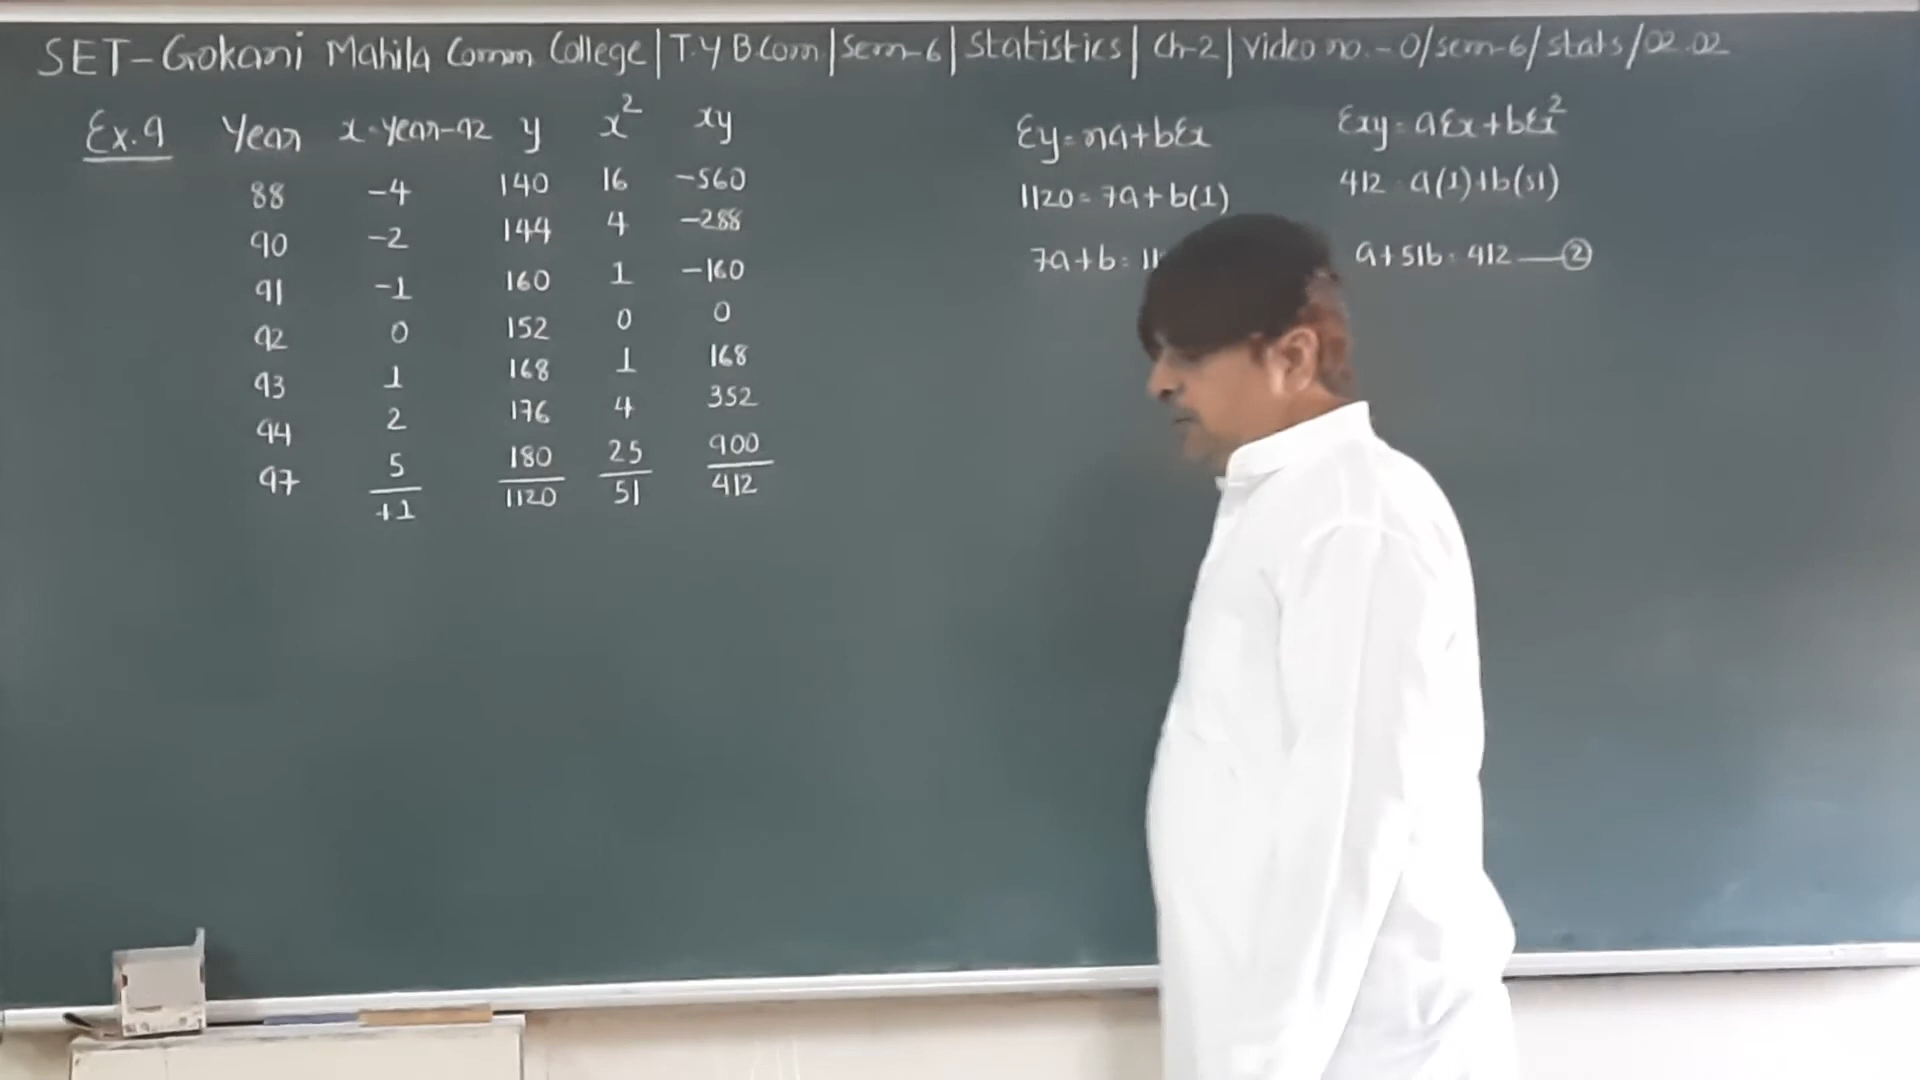 SET-Gokani Mahila Comm College | T.Y B.Com | Sem-6 | Statistics | Ch-2 | Video no.-0/sem-6/stats/02.02
Ex.9 Year x=year-92 y x² xy
88 -4 140 16 -560
90 -2 144 4 -288
91 -1 160 1 -160
92 0 152 0 0
93 1 168 1 168
94 2 176 4 352
97 5 180 25 900
+1 1120 51 412
Σy=na+bΣx
1120=7a+b(1)
7a+b=11
Σxy=aΣx+bΣx²
412=a(1)+b(51)
a+51b=412—②